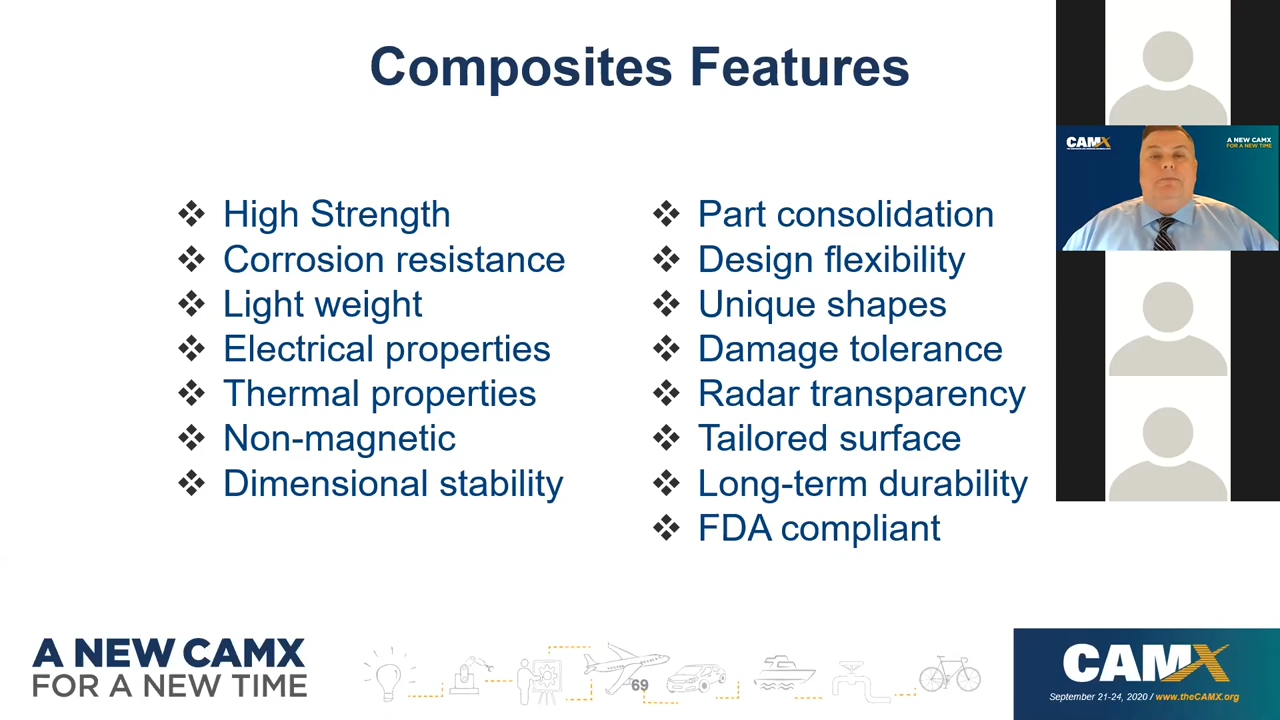 Composites Features
High Strength
Corrosion resistance
Light weight
Electrical properties
Thermal properties
Non-magnetic
Dimensional stability
Part consolidation
Design flexibility
Unique shapes
Damage tolerance
Radar transparency
Tailored surface
Long-term durability
FDA compliant
CAMX
A NEW CAMX
FOR A NEW TIME
A NEW CAMX
FOR A NEW TIME
69
CAMX
September 21-24, 2020 / www.theCAMX.org